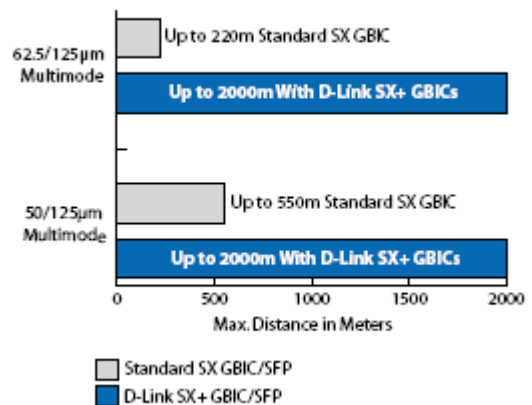 62.5/125µm
Multimode
Up to 220m Standard SX GBIC
Up to 2000m With D-Link SX+ GBICs
50/125µm
Multimode
Up to 550m Standard SX GBIC
Up to 2000m With D-Link SX+ GBICs
0 500 1000 1500 2000
Max. Distance in Meters
Standard SX GBIC/SFP
D-Link SX+ GBIC/SFP